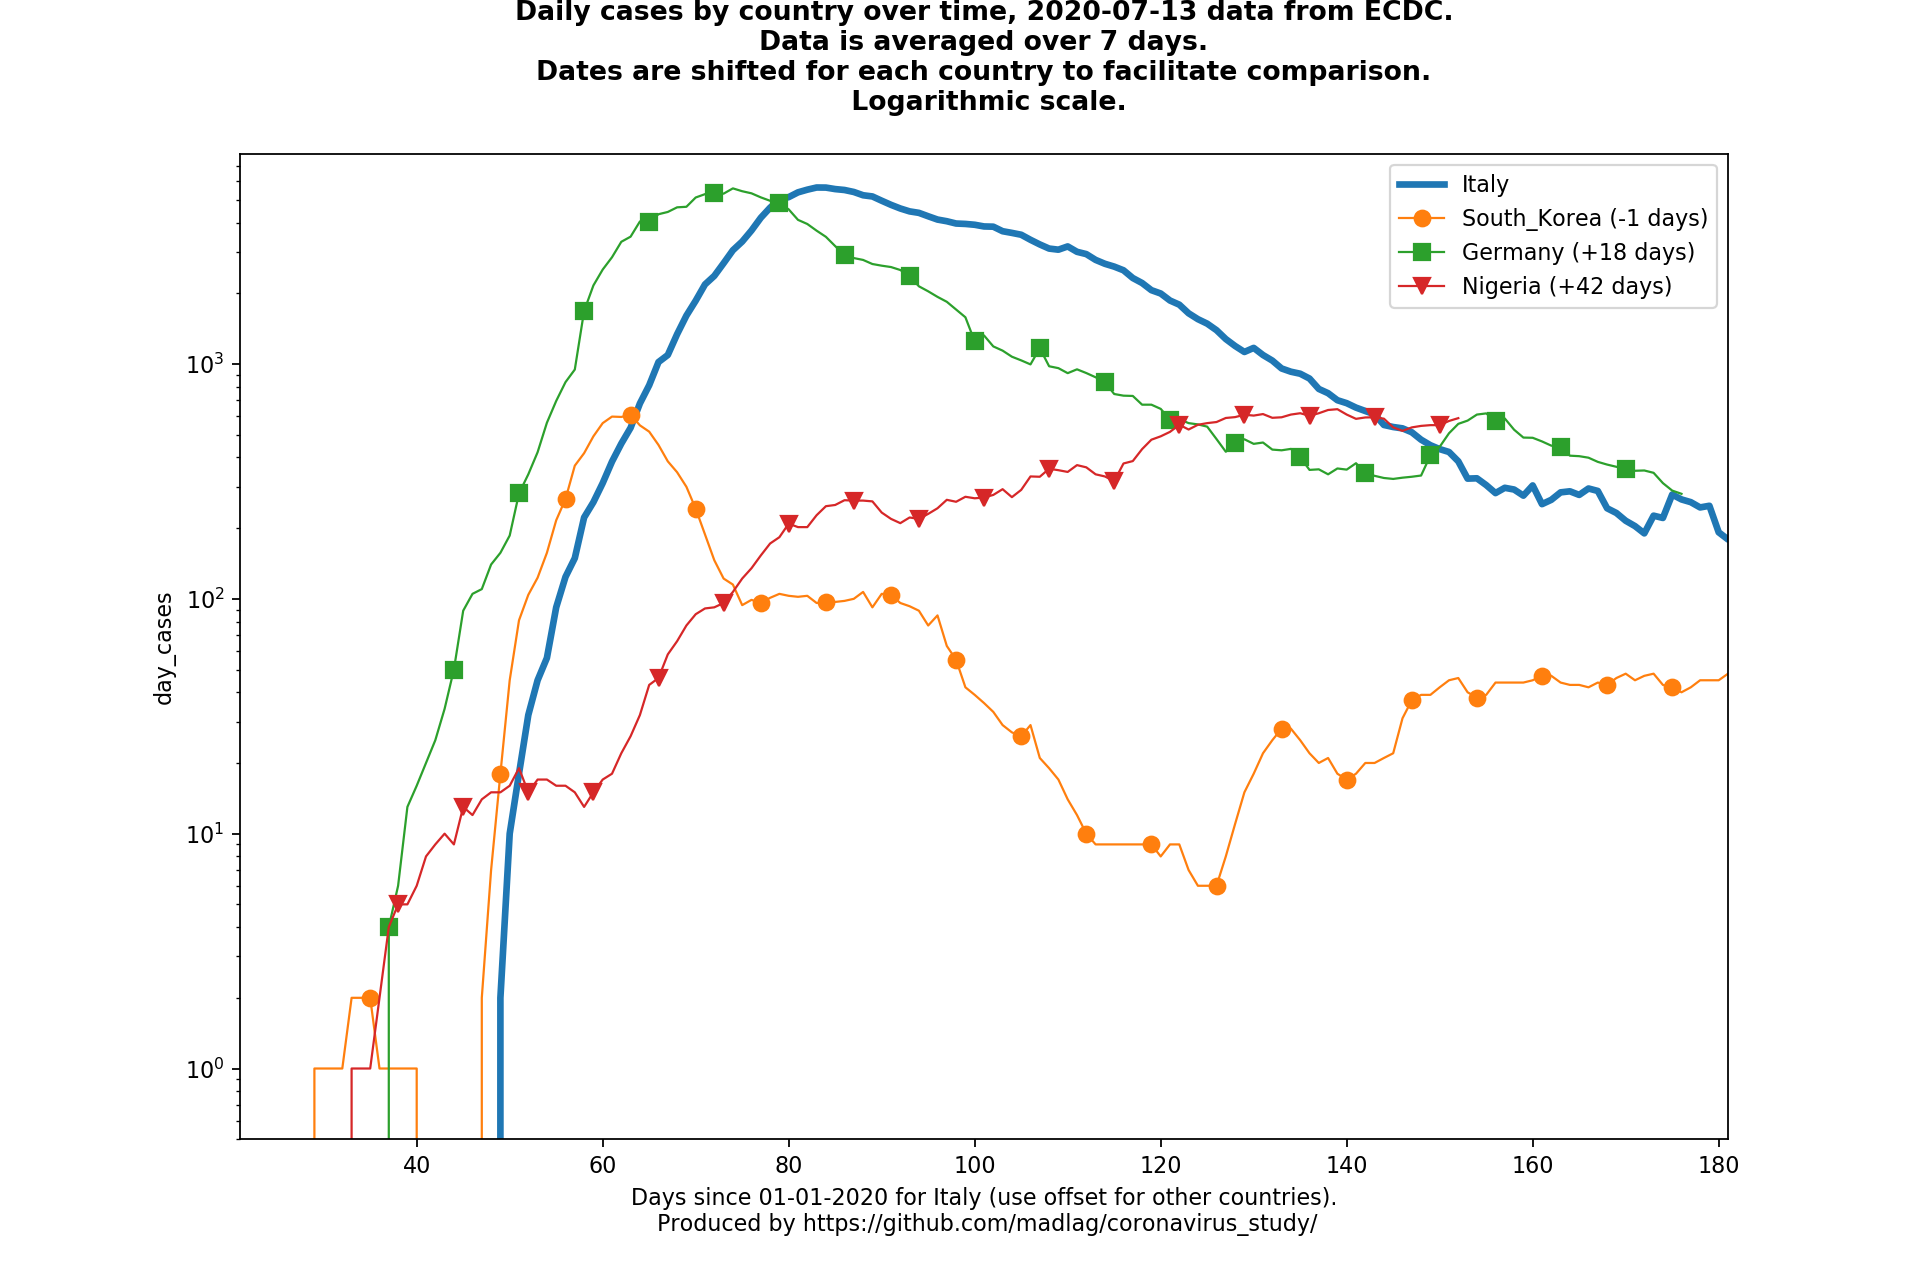 Daily cases by country over time, 2020-07-13 data from ECDC.
Data is averaged over 7 days.
Dates are shifted for each country to facilitate comparison.
Logarithmic scale.
Italy
South_Korea (-1 days)
Germany (+18 days)
Nigeria (+42 days)
day_cases
10³
10²
10¹
10⁰
40 60 80 100 120 140 160 180
Days since 01-01-2020 for Italy (use offset for other countries).
Produced by https://github.com/madlag/coronavirus_study/